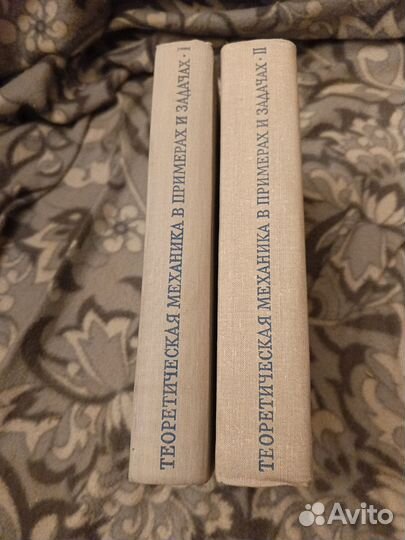 ТЕОРЕТИЧЕСКАЯ МЕХАНИКА В ПРИМЕРАХ И ЗАДАЧАХ · I
ТЕОРЕТИЧЕСКАЯ МЕХАНИКА В ПРИМЕРАХ И ЗАДАЧАХ · II
Avito